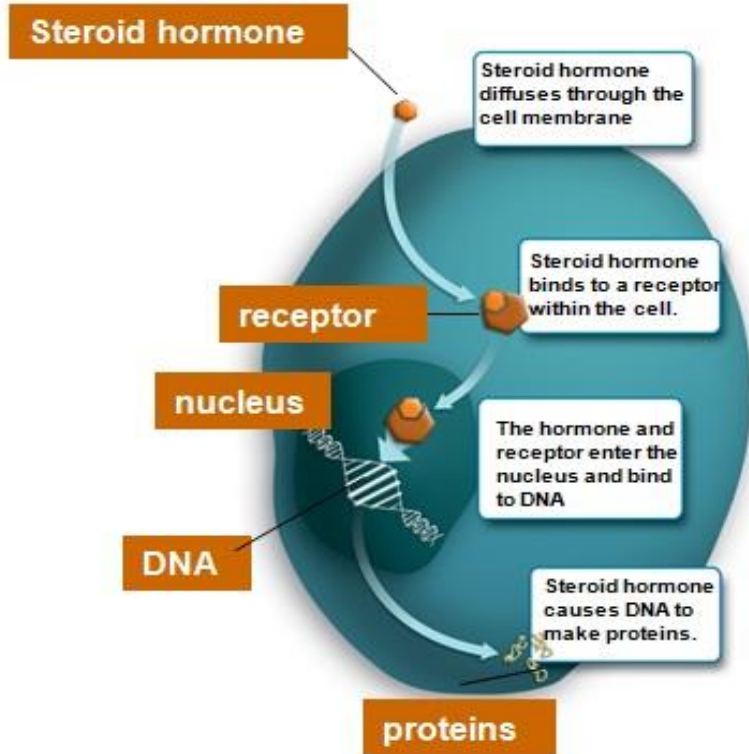 Steroid hormone
Steroid hormone
diffuses through the
cell membrane
Steroid hormone
binds to a receptor
within the cell.
receptor
nucleus
The hormone and
receptor enter the
nucleus and bind
to DNA
DNA
Steroid hormone
causes DNA to
make proteins.
proteins